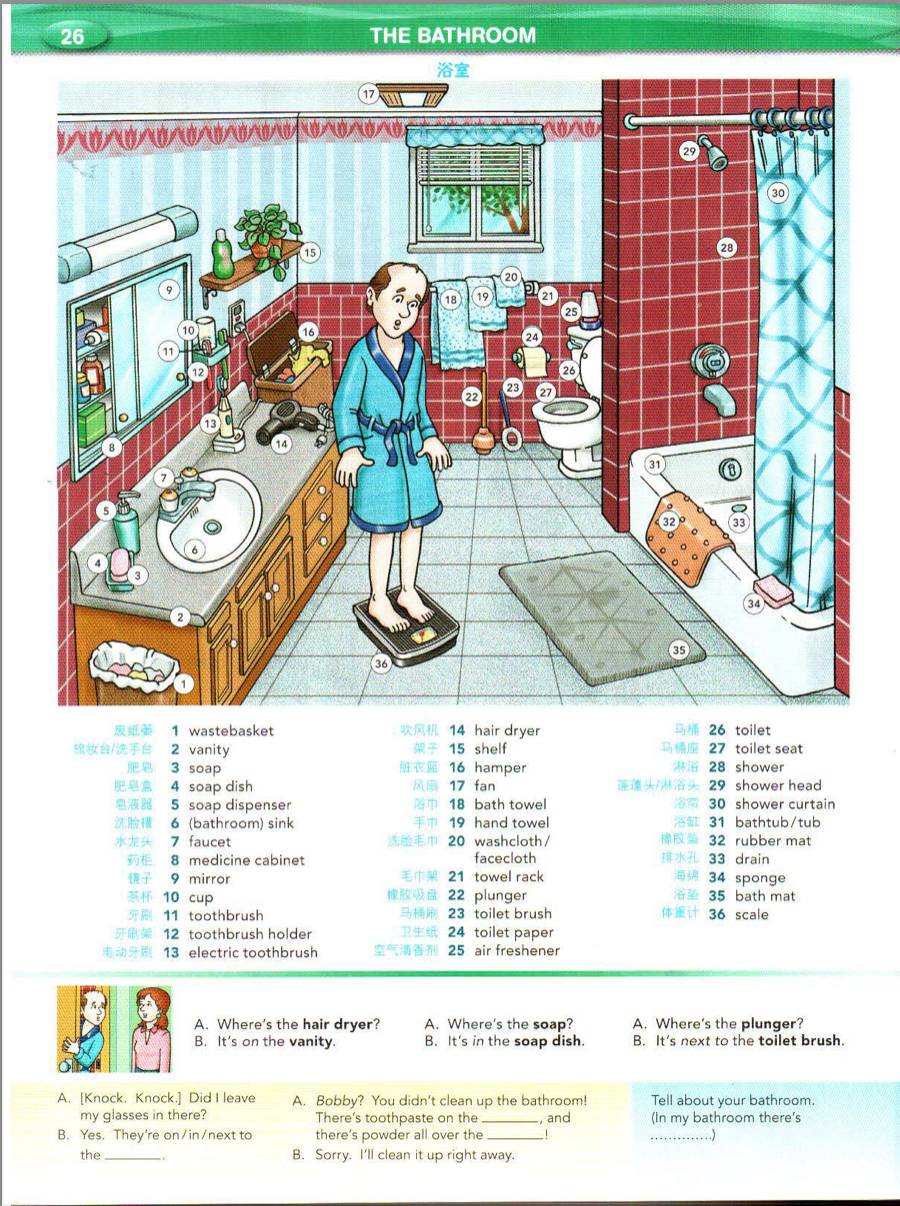 26
THE BATHROOM
浴室
17
29
30
28
15
9
20
21
18
19
25
10
16
11
24
12
26
22
23
27
13
14
8
31
7
5
32
33
6
4
3
34
2
35
36
1
废纸篓 1 wastebasket
梳妆台/洗手台 2 vanity
肥皂 3 soap
肥皂盒 4 soap dish
皂液器 5 soap dispenser
洗脸槽 6 (bathroom) sink
水龙头 7 faucet
药柜 8 medicine cabinet
镜子 9 mirror
茶杯 10 cup
牙刷 11 toothbrush
牙刷架 12 toothbrush holder
电动牙刷 13 electric toothbrush
吹风机 14 hair dryer
架子 15 shelf
脏衣篮 16 hamper
风扇 17 fan
浴巾 18 bath towel
手巾 19 hand towel
洗脸毛巾 20 washcloth/
facecloth
毛巾架 21 towel rack
橡胶吸盘 22 plunger
马桶刷 23 toilet brush
卫生纸 24 toilet paper
空气清香剂 25 air freshener
马桶 26 toilet
马桶座 27 toilet seat
淋浴 28 shower
莲蓬头/淋浴头 29 shower head
浴帘 30 shower curtain
浴缸 31 bathtub/tub
橡胶垫 32 rubber mat
排水孔 33 drain
海绵 34 sponge
浴垫 35 bath mat
体重计 36 scale
A. Where's the hair dryer?
B. It's on the vanity.
A. Where's the soap?
B. It's in the soap dish.
A. Where's the plunger?
B. It's next to the toilet brush.
A. [Knock. Knock.] Did I leave
my glasses in there?
B. Yes. They're on/in/next to
the ________.
A. Bobby? You didn't clean up the bathroom!
There's toothpaste on the ________, and
there's powder all over the ________!
B. Sorry. I'll clean it up right away.
Tell about your bathroom.
(In my bathroom there's
.............)